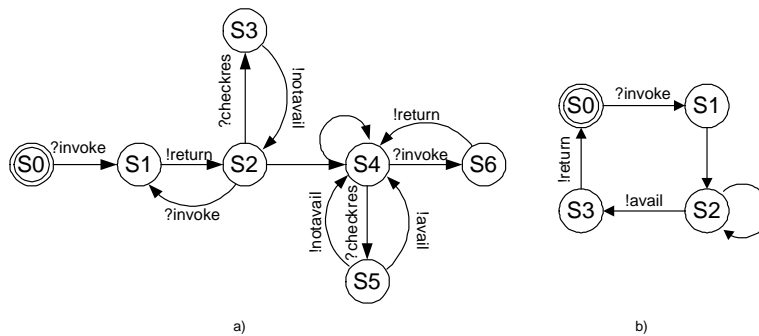 S3
?checkres
!notavail
S0
?invoke
S1
!return
S2
?invoke
S4
!return
?invoke
S6
!notavail
?checkres
!avail
S5
a)
S0
?invoke
S1
!return
S3
!avail
S2
b)